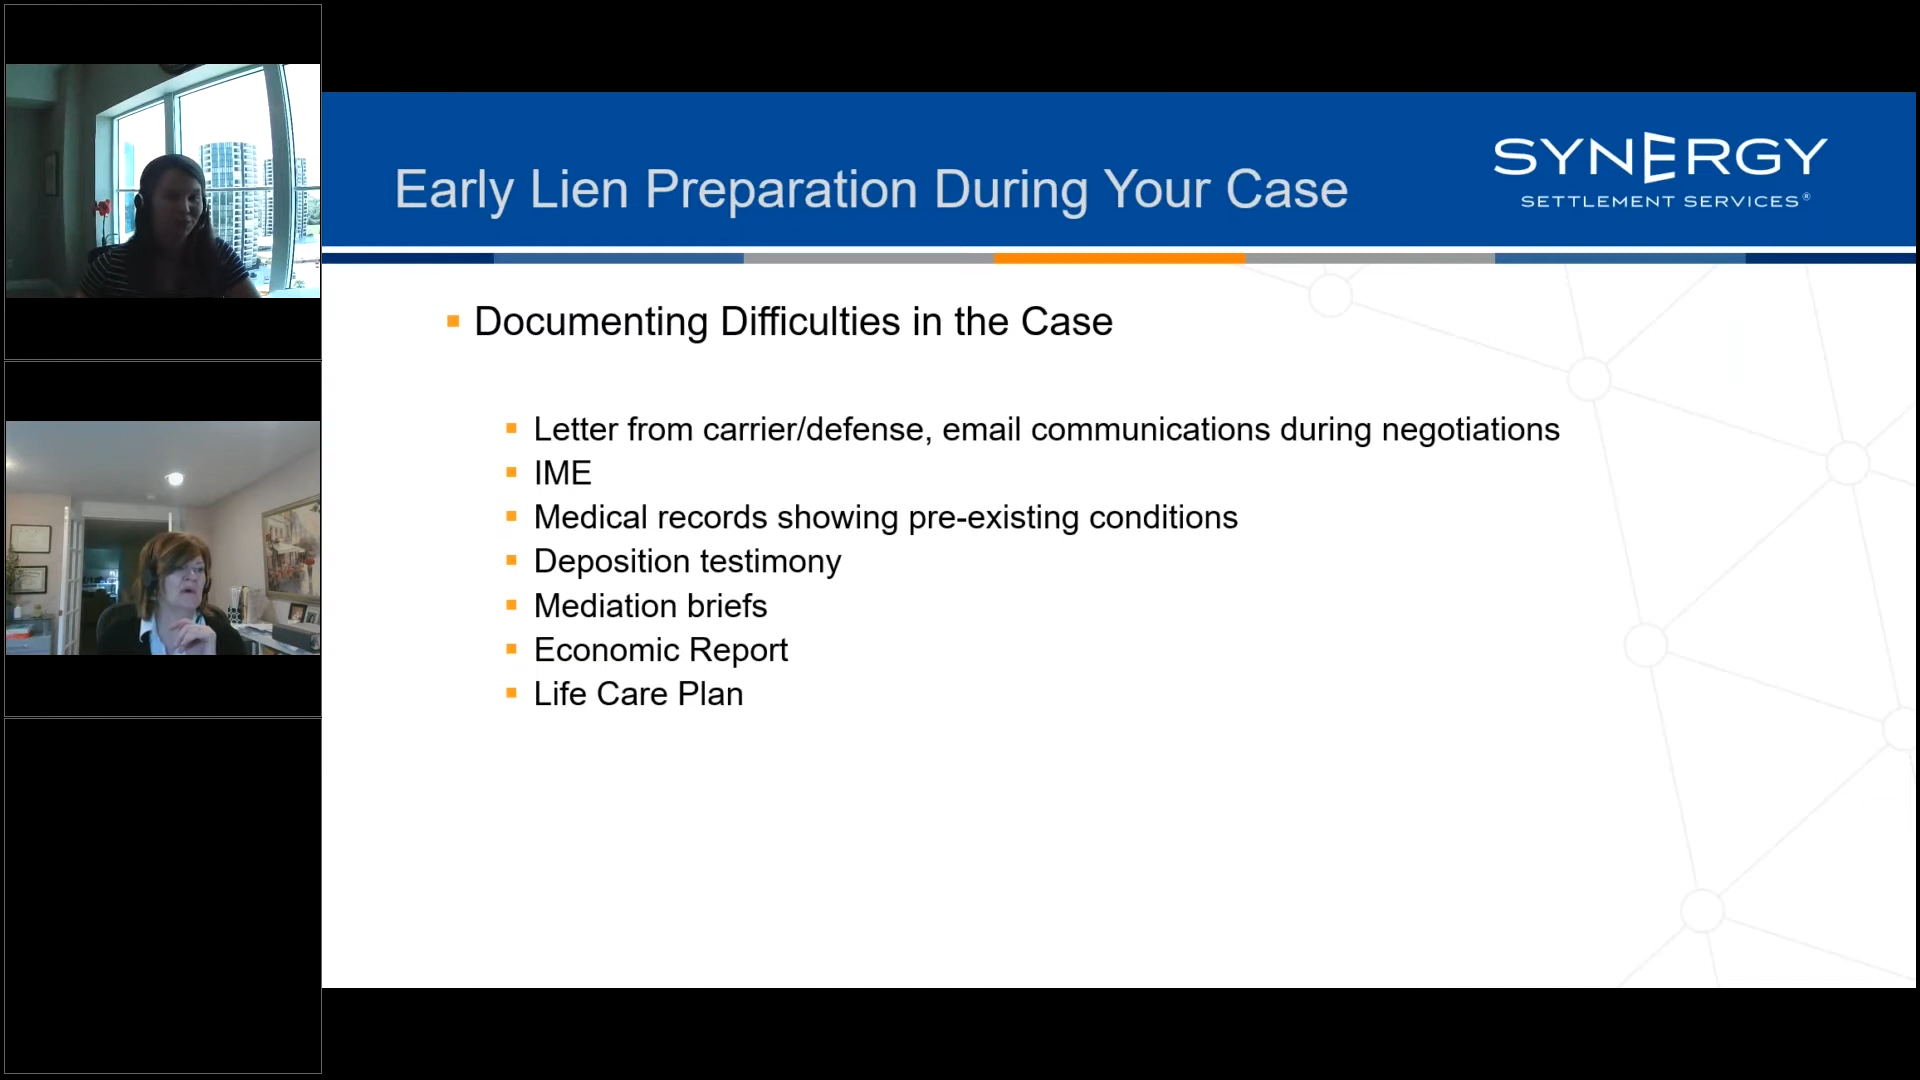 Early Lien Preparation During Your Case
SYNERGY
SETTLEMENT SERVICES®
Documenting Difficulties in the Case
Letter from carrier/defense, email communications during negotiations
IME
Medical records showing pre-existing conditions
Deposition testimony
Mediation briefs
Economic Report
Life Care Plan